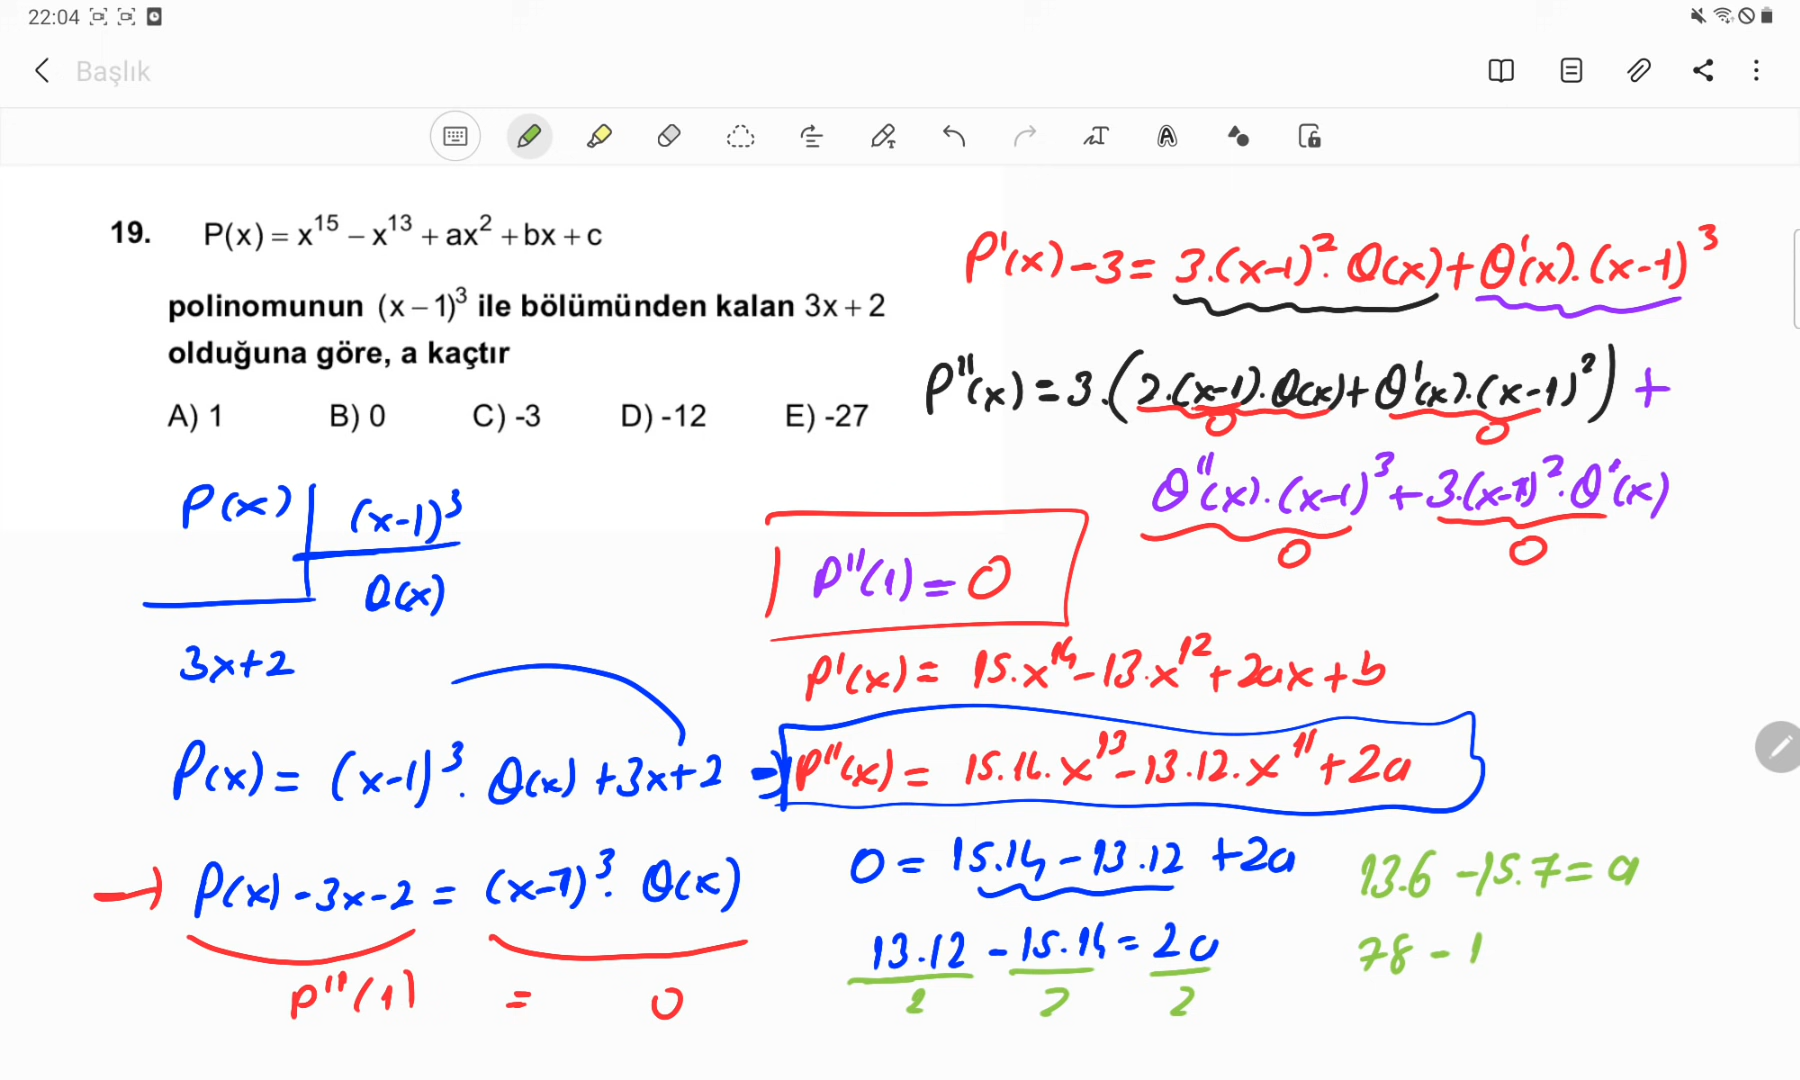 22:04
Başlık
19. P(x) = x^15 − x^13 + ax^2 + bx + c
polinomunun (x − 1)^3 ile bölümünden kalan 3x + 2
olduğuna göre, a kaçtır
A) 1 B) 0 C) -3 D) -12 E) -27
P(x) (x-1)^3
Q(x)
3x+2
P(x) = (x-1)^3 . Q(x) + 3x+2 ⇒
→ P(x) - 3x - 2 = (x-1)^3 . Q(x)
P''(1) = 0
P'(x) - 3 = 3.(x-1)^2 . Q(x) + Q'(x).(x-1)^3
P''(x) = 3.(2.(x-1).Q(x) + Q'(x).(x-1)^2) +
0 0
Q''(x).(x-1)^3 + 3.(x-1)^2 . Q'(x)
0 0
P''(1) = 0
P'(x) = 15.x^14 - 13.x^12 + 2ax + b
P''(x) = 15.14.x^13 - 13.12.x^11 + 2a
0 = 15.14 - 13.12 + 2a
13.12 - 15.14 = 2a
2 2 2
13.6 - 15.7 = a
78 - 1